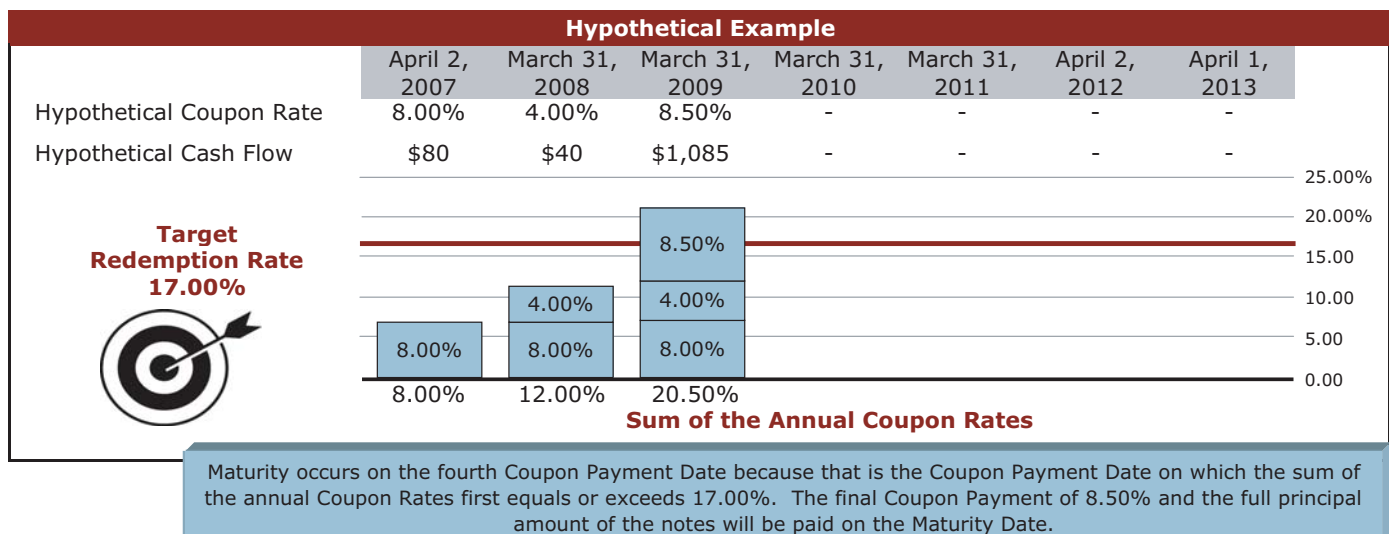 Hypothetical Example
April 2, March 31, March 31, March 31, March 31, April 2, April 1,
2007 2008 2009 2010 2011 2012 2013
Hypothetical Coupon Rate 8.00% 4.00% 8.50% - - - -
Hypothetical Cash Flow $80 $40 $1,085 - - - -
25.00%
20.00%
Target
Redemption Rate
17.00%
8.50%
15.00
4.00% 4.00% 10.00
8.00% 8.00% 8.00% 5.00
0.00
8.00% 12.00% 20.50%
Sum of the Annual Coupon Rates
Maturity occurs on the fourth Coupon Payment Date because that is the Coupon Payment Date on which the sum of
the annual Coupon Rates first equals or exceeds 17.00%. The final Coupon Payment of 8.50% and the full principal
amount of the notes will be paid on the Maturity Date.